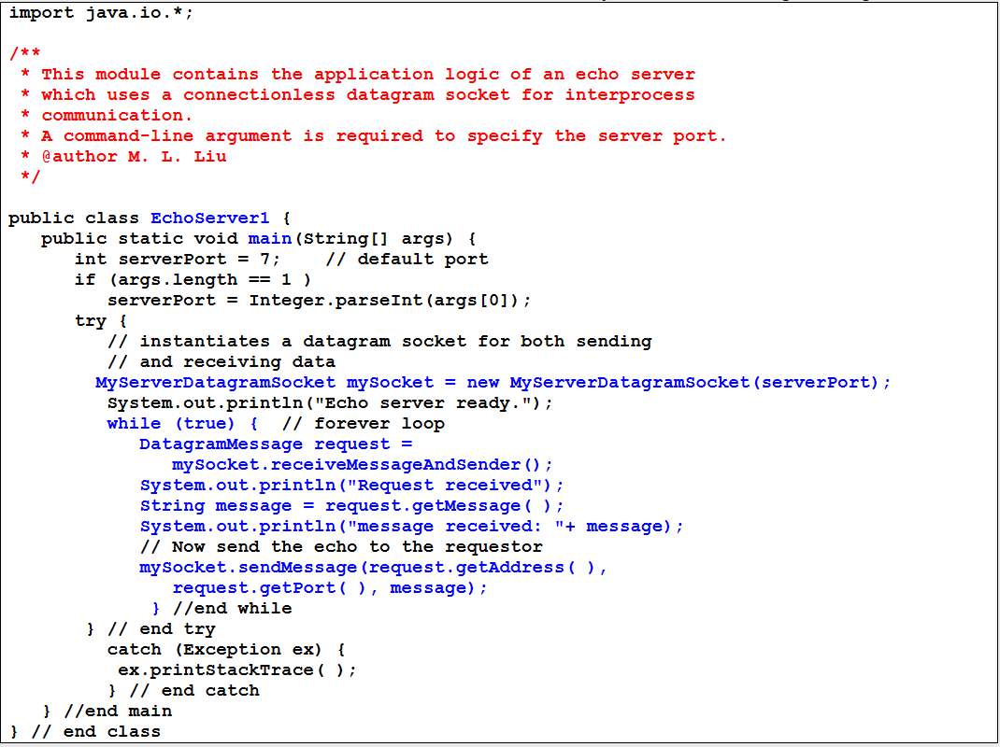 import java.io.*;
/**
* This module contains the application logic of an echo server
* which uses a connectionless datagram socket for interprocess
* communication.
* A command-line argument is required to specify the server port.
* @author M. L. Liu
*/
public class EchoServer1 {
public static void main(String[] args) {
int serverPort = 7;    // default port
if (args.length == 1 )
serverPort = Integer.parseInt(args[0]);
try {
// instantiates a datagram socket for both sending
// and receiving data
MyServerDatagramSocket mySocket = new MyServerDatagramSocket(serverPort);
System.out.println("Echo server ready.");
while (true) {  // forever loop
DatagramMessage request =
mySocket.receiveMessageAndSender();
System.out.println("Request received");
String message = request.getMessage( );
System.out.println("message received: "+ message);
// Now send the echo to the requestor
mySocket.sendMessage(request.getAddress( ),
request.getPort( ), message);
} //end while
} // end try
catch (Exception ex) {
ex.printStackTrace( );
} // end catch
} //end main
} // end class